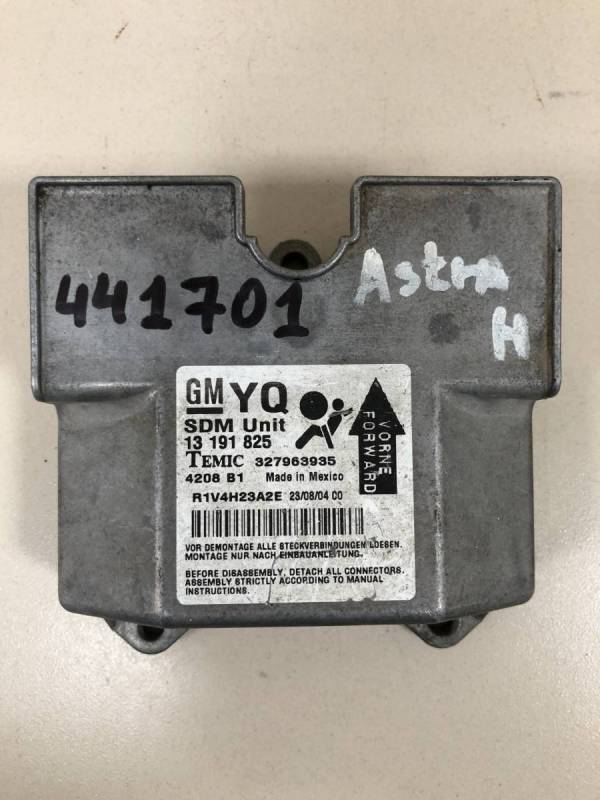 441701
Astra
H
GM YQ
SDM Unit
13 191 825
TEMIC 327963935
4208 B1 Made in Mexico
R1V4H23A2E 23/08/04 C0
VORNE
FORWARD
VOR DEMONTAGE ALLE STECKVERBINDUNGEN LOESEN.
MONTAGE NUR NACH EINBAUANLEITUNG.
BEFORE DISASSEMBLY, DETACH ALL CONNECTORS.
ASSEMBLY STRICTLY ACCORDING TO MANUAL
INSTRUCTIONS.